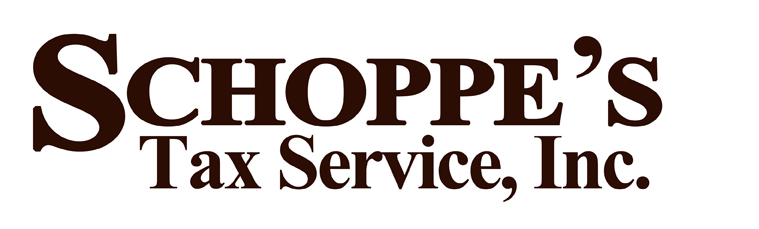 SCHOPPE'S
Tax Service, Inc.